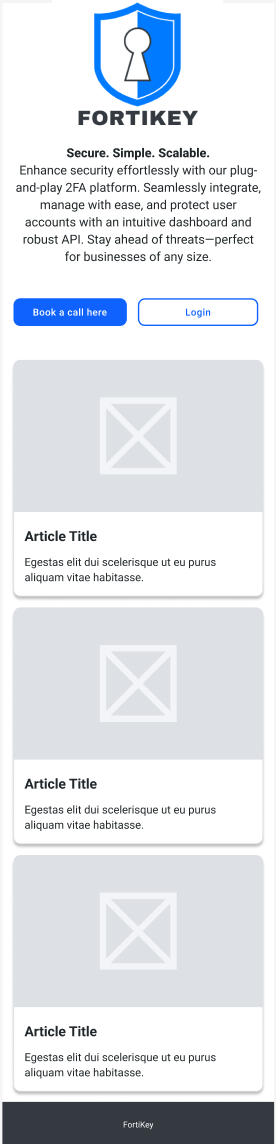 FORTIKEY
Secure. Simple. Scalable.
Enhance security effortlessly with our plug-
and-play 2FA platform. Seamlessly integrate,
manage with ease, and protect user
accounts with an intuitive dashboard and
robust API. Stay ahead of threats—perfect
for businesses of any size.
Book a call here
Login
Article Title
Egestas elit dui scelerisque ut eu purus
aliquam vitae habitasse.
Article Title
Egestas elit dui scelerisque ut eu purus
aliquam vitae habitasse.
Article Title
Egestas elit dui scelerisque ut eu purus
aliquam vitae habitasse.
FortiKey